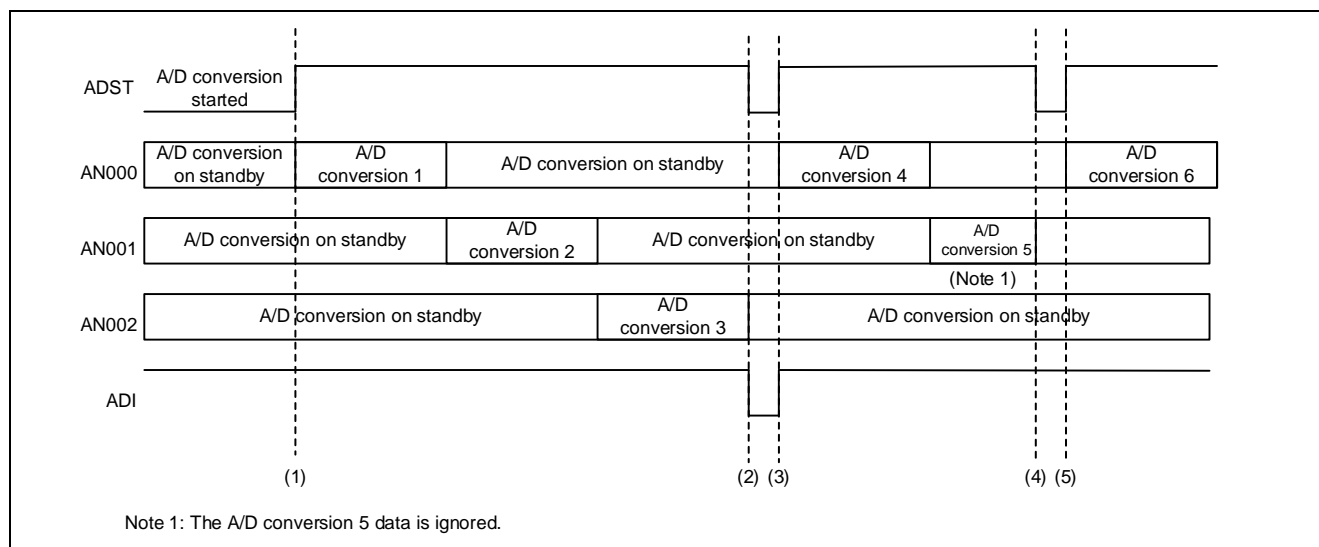 ADST
A/D conversion
started
AN000
A/D conversion
on standby
A/D
conversion 1
A/D conversion on standby
A/D
conversion 4
A/D
conversion 6
AN001
A/D conversion on standby
A/D
conversion 2
A/D conversion on standby
A/D
conversion 5
(Note 1)
AN002
A/D conversion on standby
A/D
conversion 3
A/D conversion on standby
ADI
(1)
(2)
(3)
(4)
(5)
Note 1: The A/D conversion 5 data is ignored.